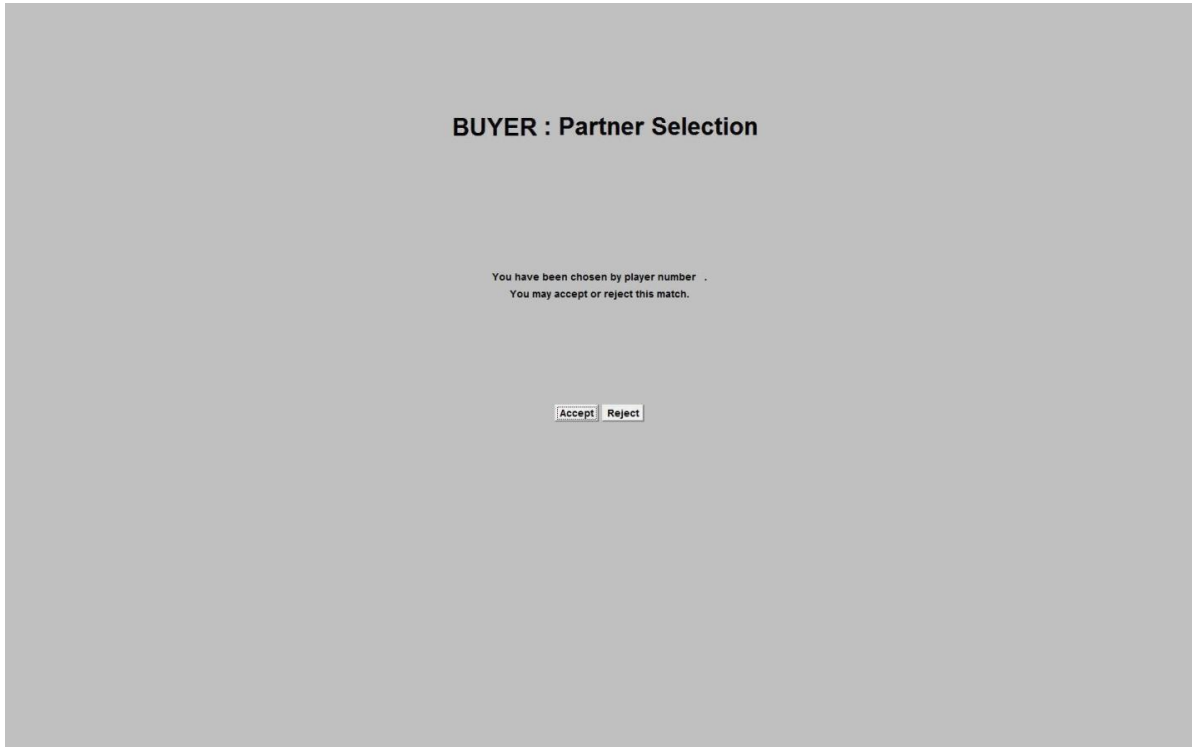 BUYER : Partner Selection
You have been chosen by player number .
You may accept or reject this match.
Accept Reject